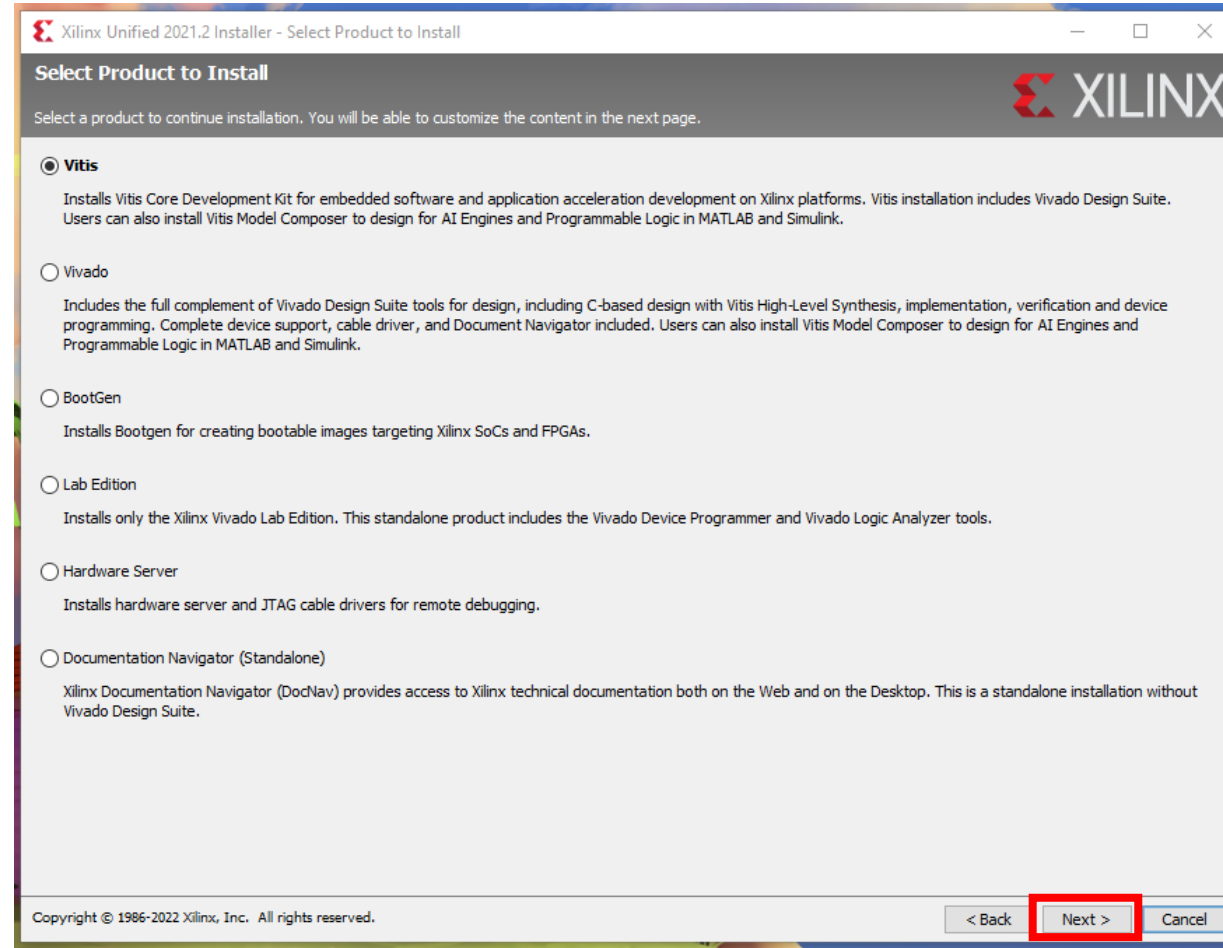 Xilinx Unified 2021.2 Installer - Select Product to Install
Select Product to Install
XILINX
Select a product to continue installation. You will be able to customize the content in the next page.
Vitis
Installs Vitis Core Development Kit for embedded software and application acceleration development on Xilinx platforms. Vitis installation includes Vivado Design Suite.
Users can also install Vitis Model Composer to design for AI Engines and Programmable Logic in MATLAB and Simulink.
Vivado
Includes the full complement of Vivado Design Suite tools for design, including C-based design with Vitis High-Level Synthesis, implementation, verification and device
programming. Complete device support, cable driver, and Document Navigator included. Users can also install Vitis Model Composer to design for AI Engines and
Programmable Logic in MATLAB and Simulink.
BootGen
Installs Bootgen for creating bootable images targeting Xilinx SoCs and FPGAs.
Lab Edition
Installs only the Xilinx Vivado Lab Edition. This standalone product includes the Vivado Device Programmer and Vivado Logic Analyzer tools.
Hardware Server
Installs hardware server and JTAG cable drivers for remote debugging.
Documentation Navigator (Standalone)
Xilinx Documentation Navigator (DocNav) provides access to Xilinx technical documentation both on the Web and on the Desktop. This is a standalone installation without
Vivado Design Suite.
Copyright © 1986-2022 Xilinx, Inc. All rights reserved.
< Back Next > Cancel